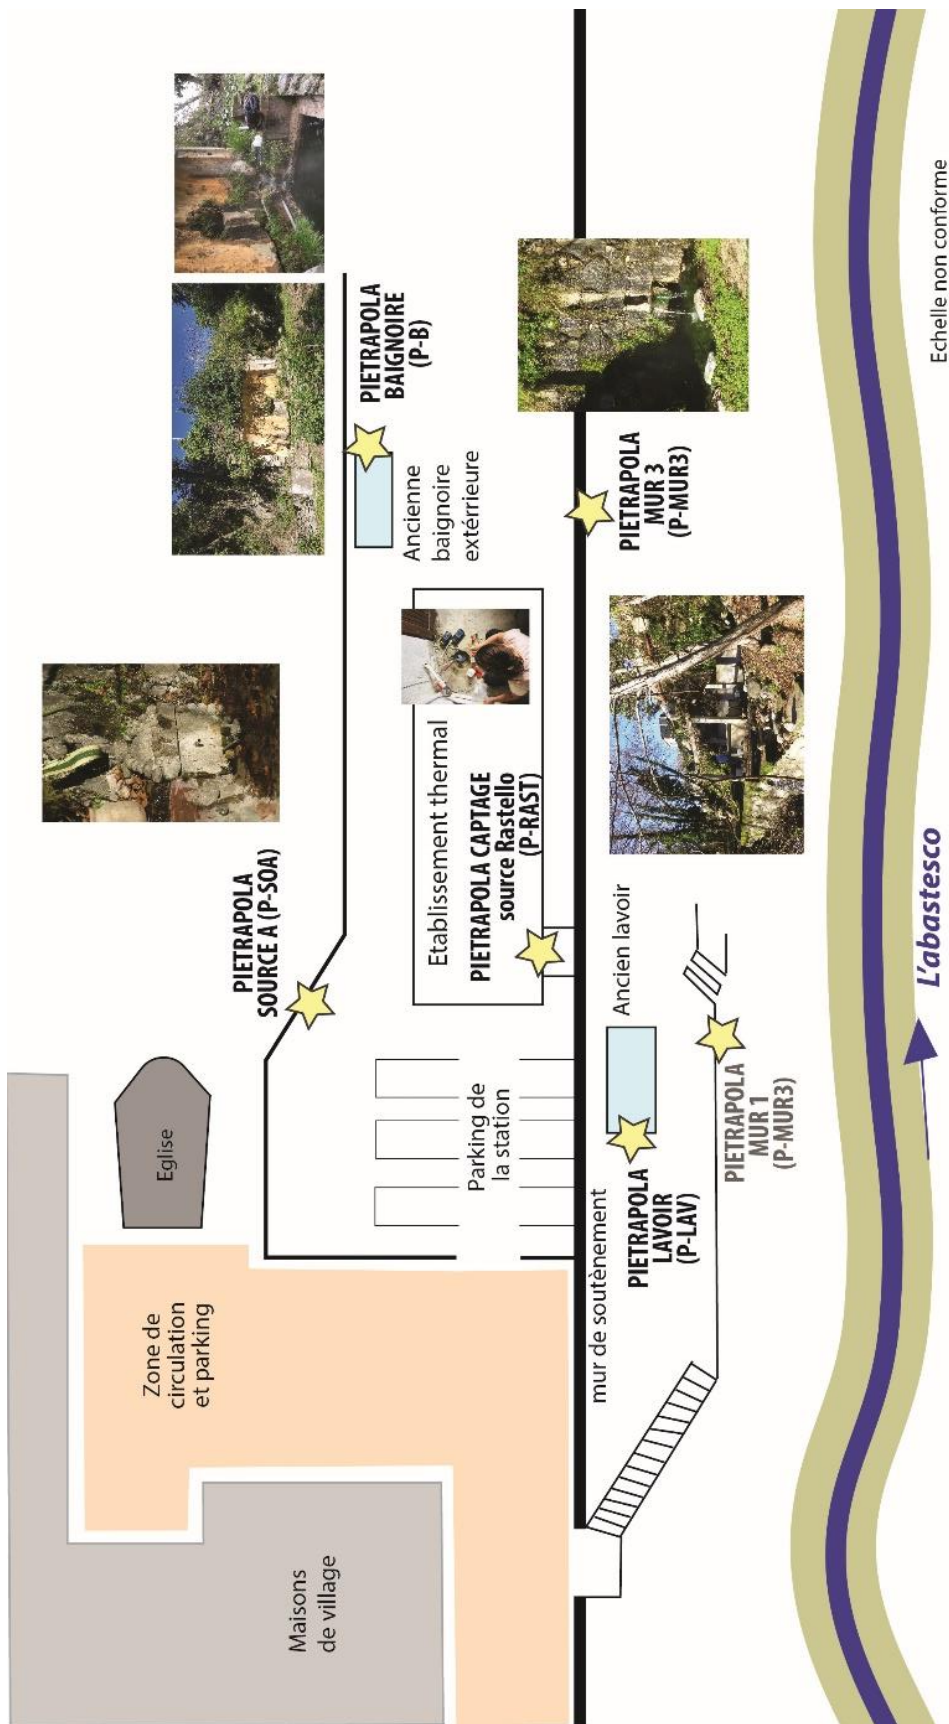 Maisons
de village
Zone de
circulation
et parking
Eglise
PIETRAPOLA
SOURCE A (P-SOA)
Parking de
la station
Etablissement thermal
PIETRAPOLA CAPTAGE
source Rastello
(P-RAST)
Ancienne
baignoire
extérrieure
PIETRAPOLA
BAIGNOIRE
(P-B)
mur de soutènement
PIETRAPOLA
LAVOIR
(P-LAV)
Ancien lavoir
PIETRAPOLA
MUR 1
(P-MUR3)
PIETRAPOLA
MUR 3
(P-MUR3)
L'abastesco
Echelle non conforme